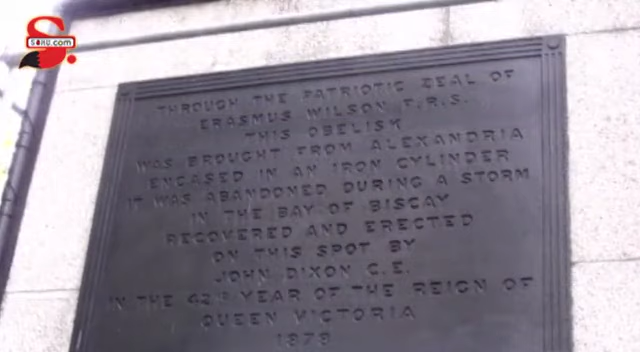 SOHU.com
THROUGH THE PATRIOTIC ZEAL OF
ERASMUS WILSON F.R.S.
THIS OBELISK
WAS BROUGHT FROM ALEXANDRIA
ENCASED IN AN IRON CYLINDER
IT WAS ABANDONED DURING A STORM
IN THE BAY OF BISCAY
RECOVERED AND ERECTED
ON THIS SPOT BY
JOHN DIXON C.E.
IN THE 42ND YEAR OF THE REIGN OF
QUEEN VICTORIA
1878